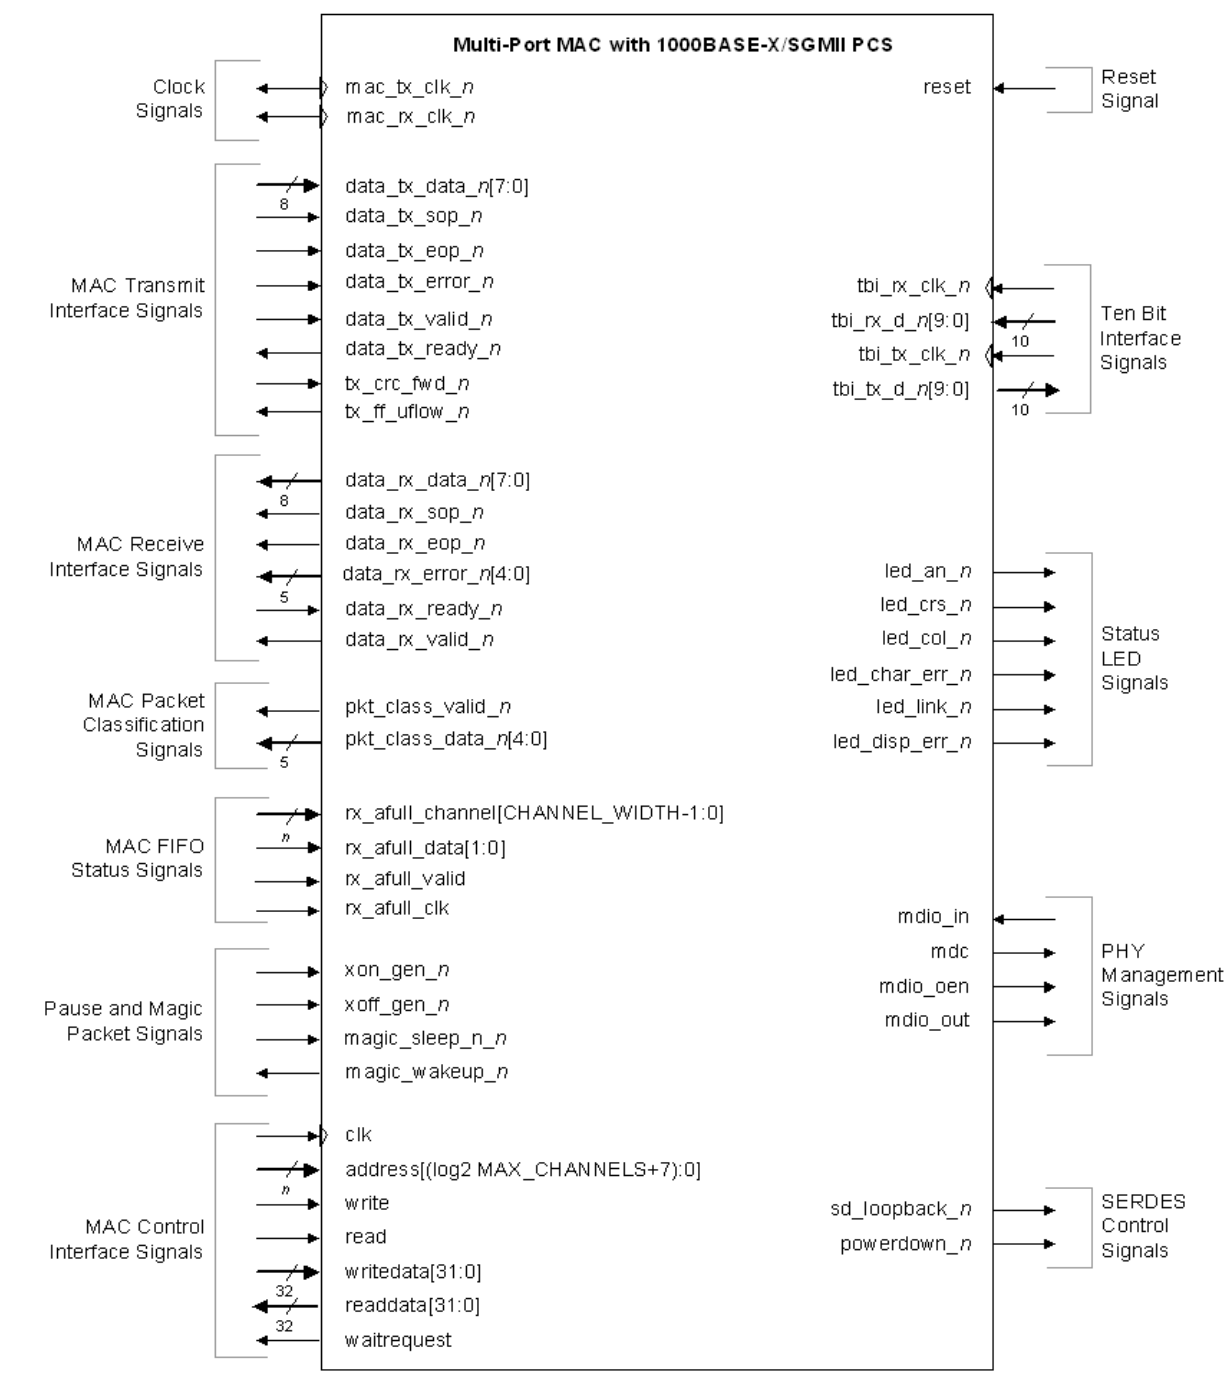 Multi-Port MAC with 1000BASE-X/SGMII PCS
Clock
Signals
mac_tx_clk_n
mac_rx_clk_n
MAC Transmit
Interface Signals
8
data_tx_data_n[7:0]
data_tx_sop_n
data_tx_eop_n
data_tx_error_n
data_tx_valid_n
data_tx_ready_n
tx_crc_fwd_n
tx_ff_uflow_n
MAC Receive
Interface Signals
8
data_rx_data_n[7:0]
data_rx_sop_n
data_rx_eop_n
5
data_rx_error_n[4:0]
data_rx_ready_n
data_rx_valid_n
MAC Packet
Classification
Signals
pkt_class_valid_n
5
pkt_class_data_n[4:0]
MAC FIFO
Status Signals
n
rx_afull_channel[CHANNEL_WIDTH-1:0]
rx_afull_data[1:0]
rx_afull_valid
rx_afull_clk
Pause and Magic
Packet Signals
xon_gen_n
xoff_gen_n
magic_sleep_n_n
magic_wakeup_n
MAC Control
Interface Signals
clk
n
address[(log2 MAX_CHANNELS+7):0]
write
read
32
writedata[31:0]
32
readdata[31:0]
waitrequest
reset
Reset
Signal
tbi_rx_clk_n
tbi_rx_d_n[9:0]
10
tbi_tx_clk_n
tbi_tx_d_n[9:0]
10
Ten Bit
Interface
Signals
led_an_n
led_crs_n
led_col_n
led_char_err_n
led_link_n
led_disp_err_n
Status
LED
Signals
mdio_in
mdc
mdio_oen
mdio_out
PHY
Management
Signals
sd_loopback_n
powerdown_n
SERDES
Control
Signals